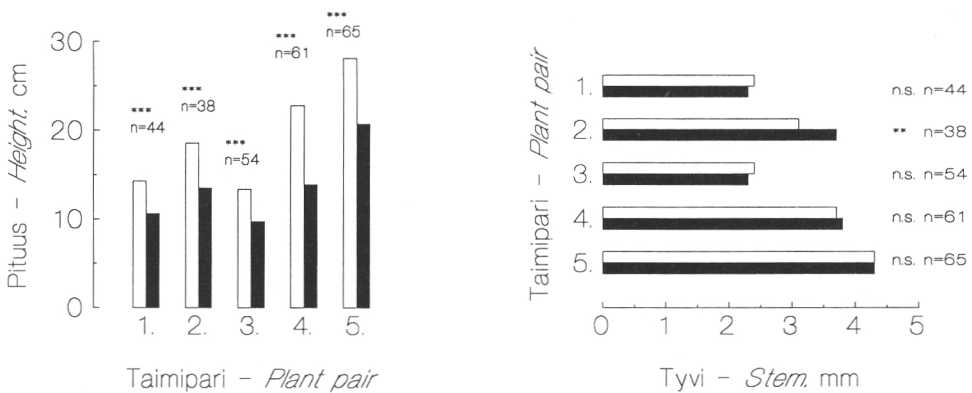 Pituus – Height. cm
30
20
10
0
***
n=44
***
n=38
***
n=54
***
n=61
***
n=65
1. 2. 3. 4. 5.
Taimipari – Plant pair
Taimipari – Plant pair
1. n.s. n=44
2. ** n=38
3. n.s. n=54
4. n.s. n=61
5. n.s. n=65
0 1 2 3 4 5
Tyvi – Stem. mm